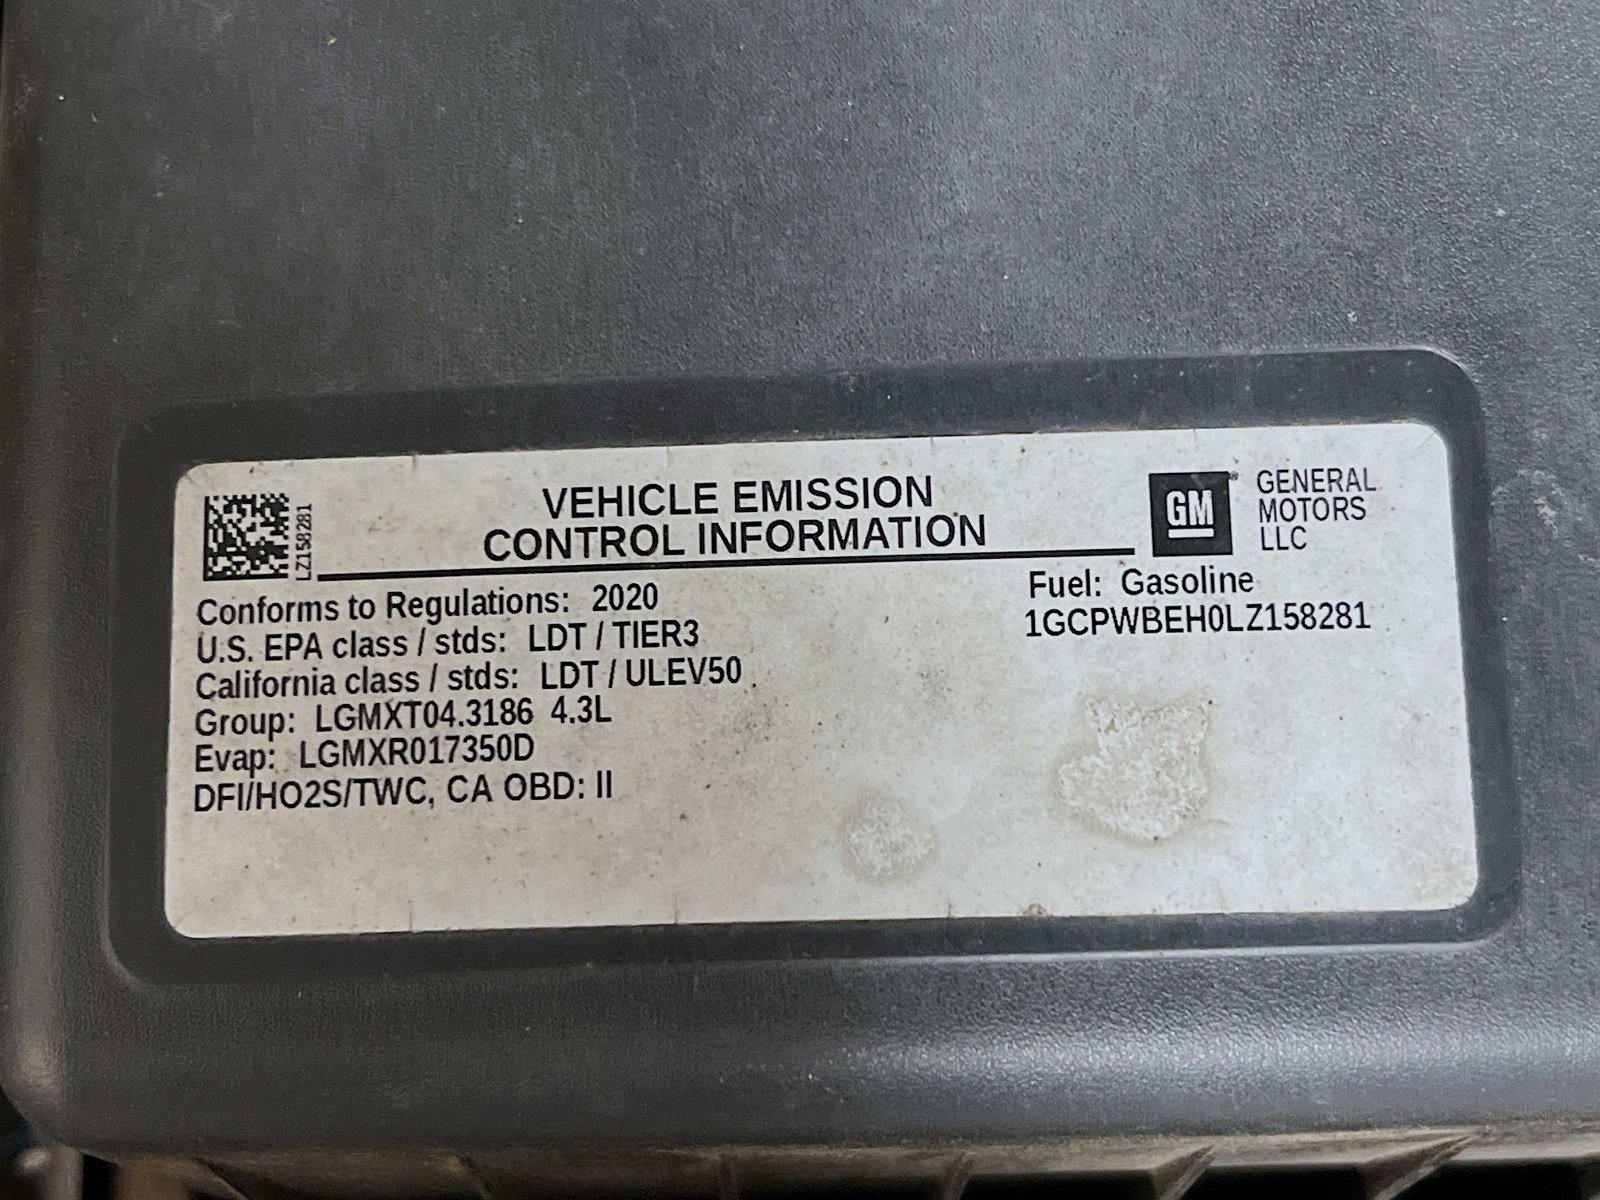 LZ158281
VEHICLE EMISSION
CONTROL INFORMATION
GM®
GENERAL
MOTORS
LLC
Conforms to Regulations: 2020
U.S. EPA class / stds: LDT / TIER3
California class / stds: LDT / ULEV50
Group: LGMXT04.3186 4.3L
Evap: LGMXR017350D
DFI/HO2S/TWC, CA OBD: II
Fuel: Gasoline
1GCPWBEH0LZ158281